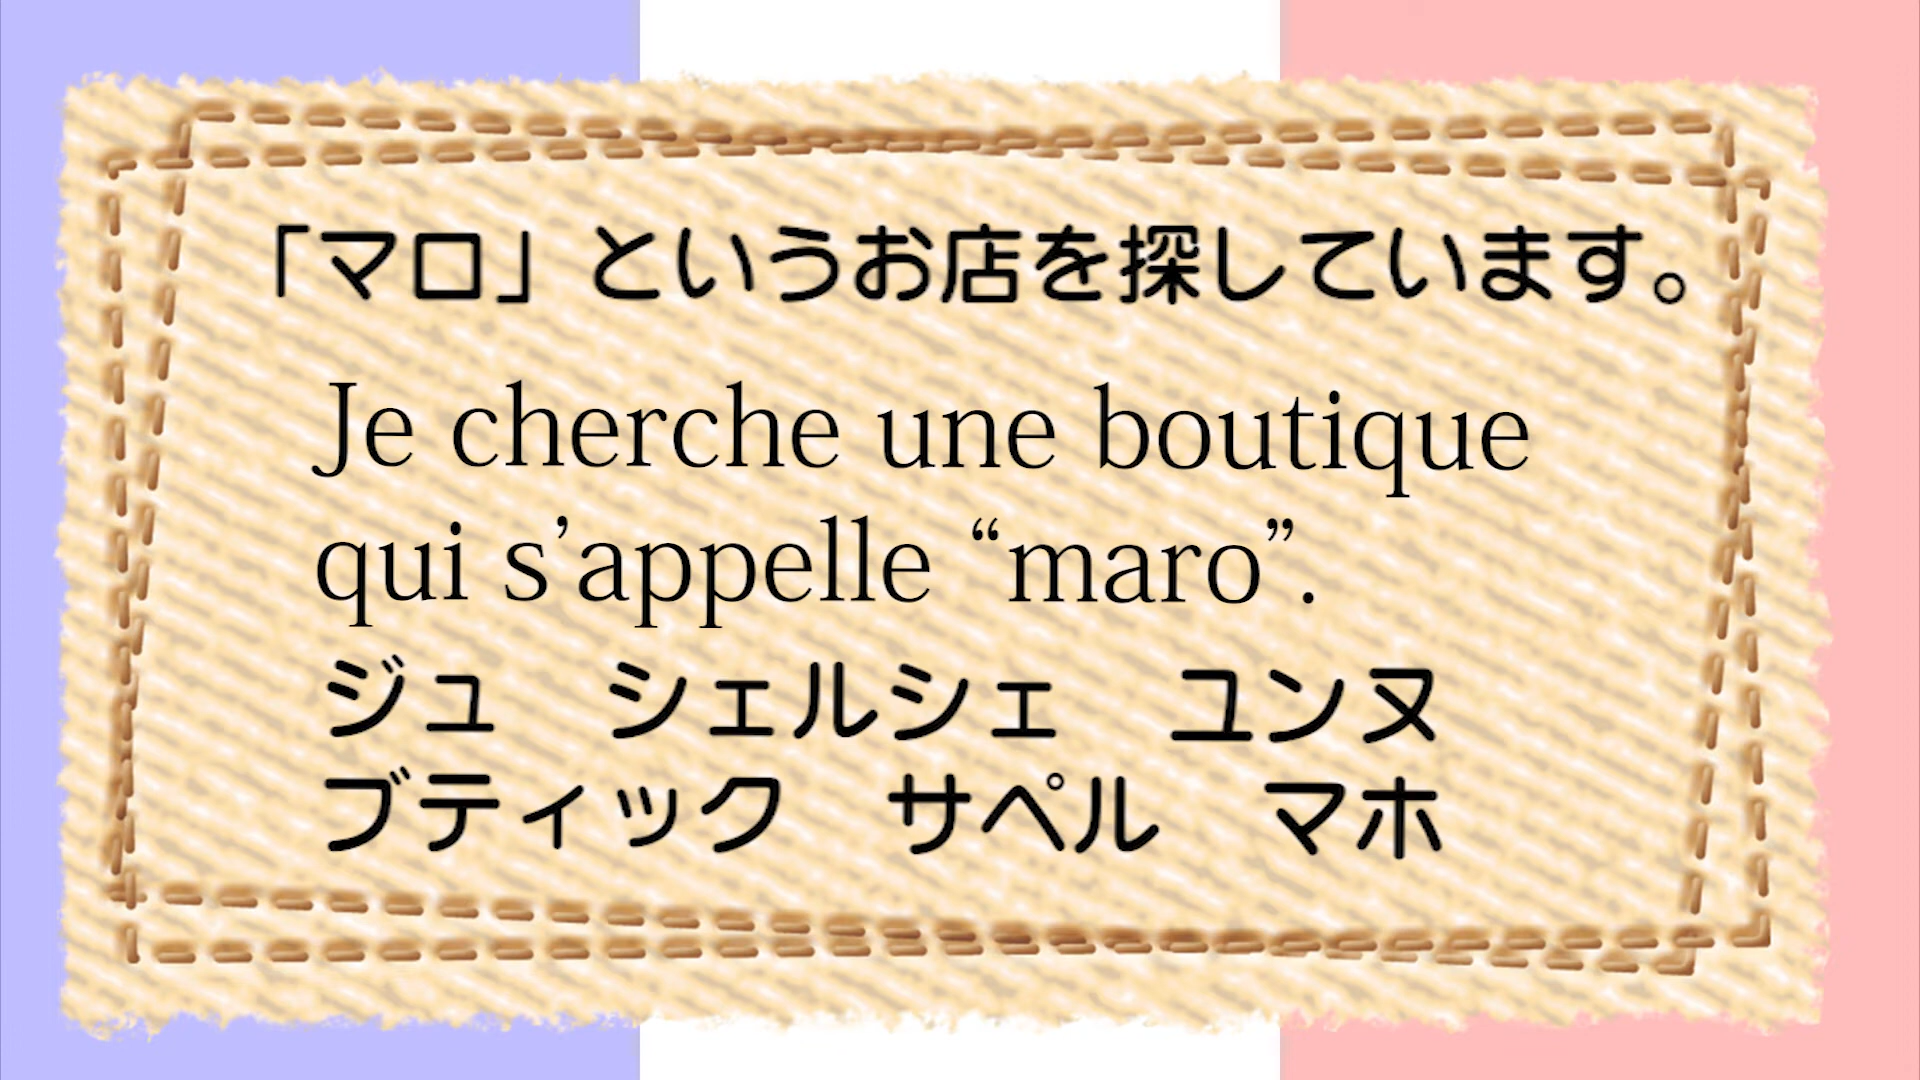 「マロ」というお店を探しています。
Je cherche une boutique
qui s’appelle “maro”.
ジュ　シェルシェ　ユンヌ
ブティック　サペル　マホ